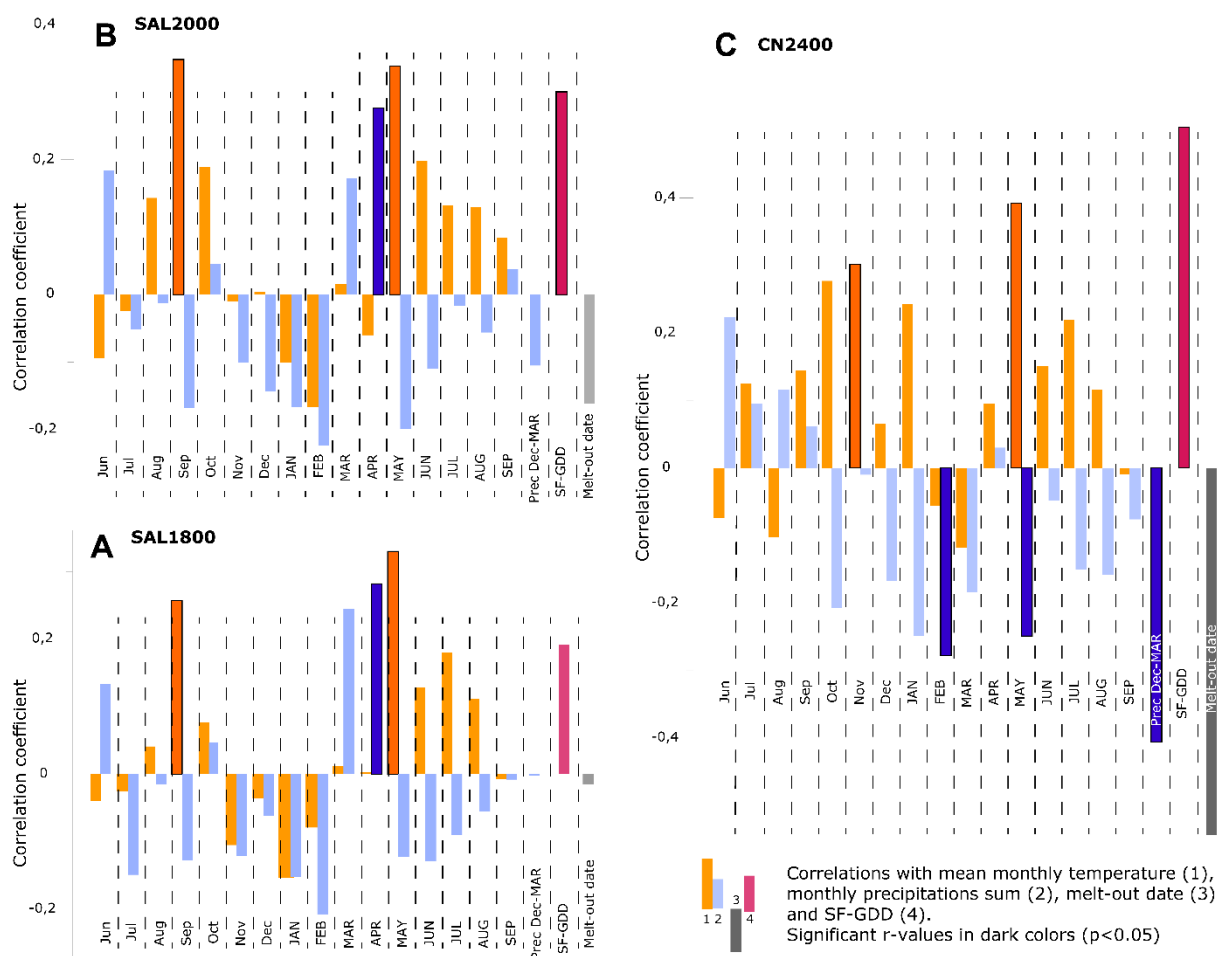 B SAL2000
0,4
0,2
0
-0,2
Correlation coefficient
Jun
Jul
Aug
Sep
Oct
Nov
Dec
JAN
FEB
MAR
APR
MAY
JUN
JUL
AUG
SEP
Prec Dec-MAR
SF-GDD
Melt-out date
A SAL1800
0,2
0
-0,2
Correlation coefficient
Jun
Jul
Aug
Sep
Oct
Nov
Dec
JAN
FEB
MAR
APR
MAY
JUN
JUL
AUG
SEP
Prec Dec-MAR
SF-GDD
Melt-out date
C CN2400
0,4
0,2
0
-0,2
-0,4
Correlation coefficient
Jun
Jul
Aug
Sep
Oct
Nov
Dec
JAN
FEB
MAR
APR
MAY
JUN
JUL
AUG
SEP
Prec Dec-MAR
SF-GDD
Melt-out date
1 2 3 4
Correlations with mean monthly temperature (1),
monthly precipitations sum (2), melt-out date (3)
and SF-GDD (4).
Significant r-values in dark colors (p<0.05)